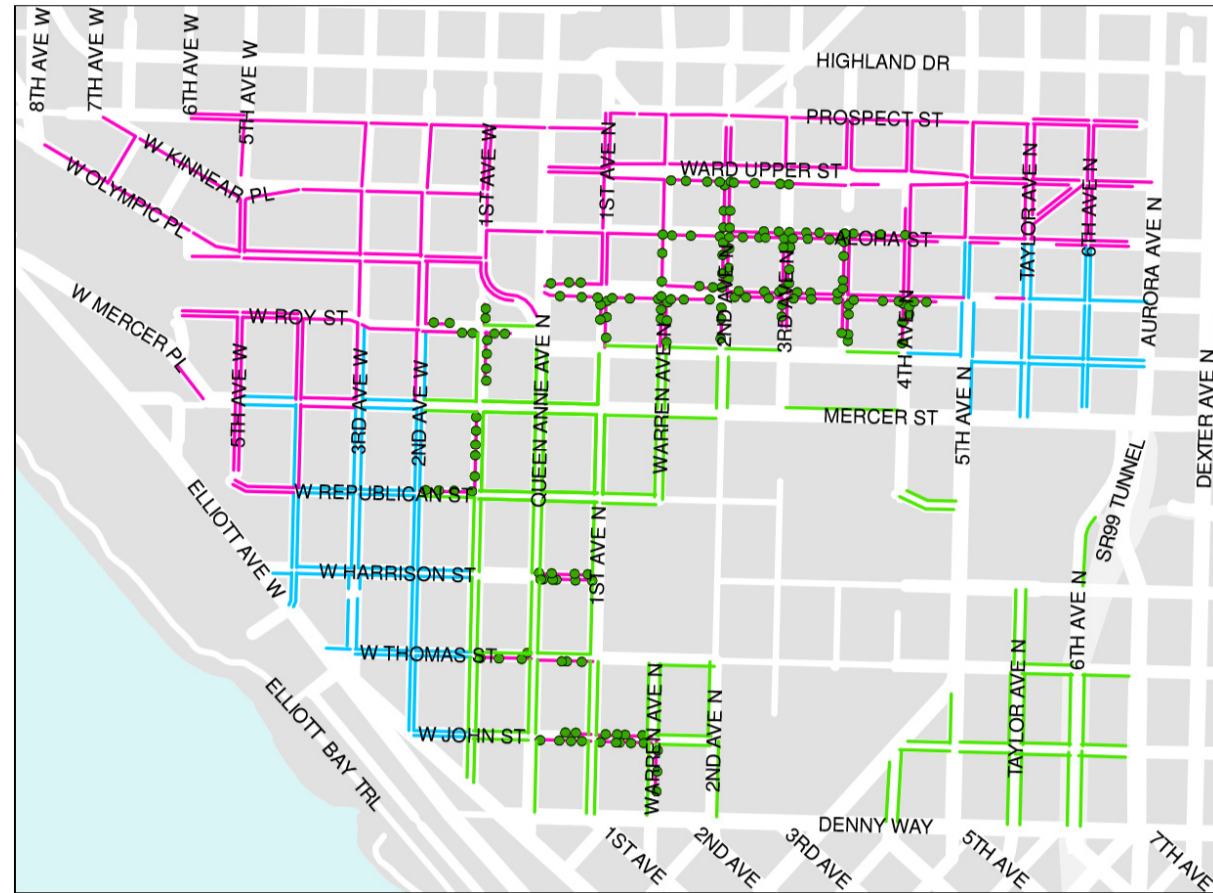 8TH AVE W
7TH AVE W
6TH AVE W
5TH AVE W
HIGHLAND DR
PROSPECT ST
W KINNEAR PL
W OLYMPIC PL
1ST AVE W
1ST AVE N
WARD UPPER ST
TAYLOR AVE N
6TH AVE N
ALOHA ST
AURORA AVE N
W MERCER PL
W ROY ST
QUEEN ANNE AVE N
WARREN AVE N
2ND AVE N
3RD AVE N
4TH AVE N
5TH AVE W
3RD AVE W
2ND AVE W
5TH AVE N
MERCER ST
DEXTER AVE N
W REPUBLICAN ST
SR99 TUNNEL
ELLIOTT AVE W
W HARRISON ST
1ST AVE N
6TH AVE N
W THOMAS ST
ELLIOTT BAY TRL
W JOHN ST
WARREN AVE N
2ND AVE N
TAYLOR AVE N
DENNY WAY
1ST AVE
2ND AVE
3RD AVE
5TH AVE
7TH AVE